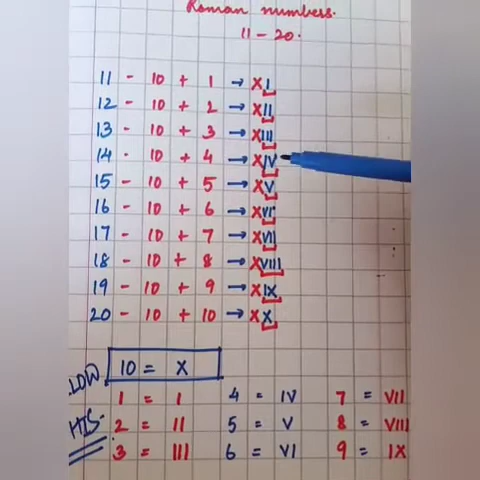 Roman numbers.
11 - 20.
11 - 10 + 1 → XI
12 - 10 + 2 → XII
13 - 10 + 3 → XIII
14 - 10 + 4 → XIV
15 - 10 + 5 → XV
16 - 10 + 6 → XVI
17 - 10 + 7 → XVII
18 - 10 + 8 → XVIII
19 - 10 + 9 → XIX
20 - 10 + 10 → XX
10 = X
LOW
1 = I 4 = IV 7 = VII
HIS-
2 = II 5 = V 8 = VIII
3 = III 6 = VI 9 = IX